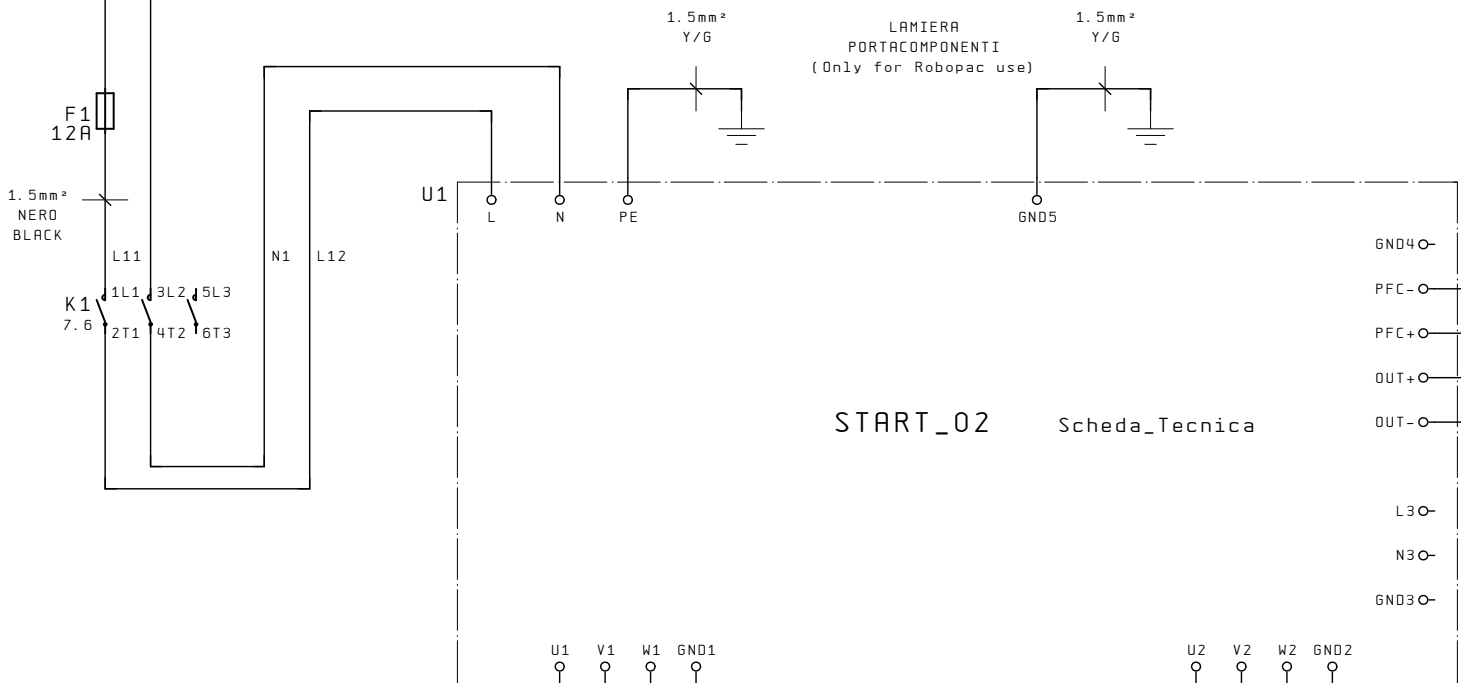 1.5mm²
Y/G
LAMIERA
PORTACOMPONENTI
(Only for Robopac use)
1.5mm²
Y/G
F1
12A
1.5mm²
NERO
BLACK
U1
L
N
PE
GND5
L11
N1
L12
K1
7.6
1L1
3L2
5L3
2T1
4T2
6T3
GND4
PFC-
PFC+
OUT+
OUT-
START_02
Scheda_Tecnica
L3
N3
GND3
U1
V1
W1
GND1
U2
V2
W2
GND2